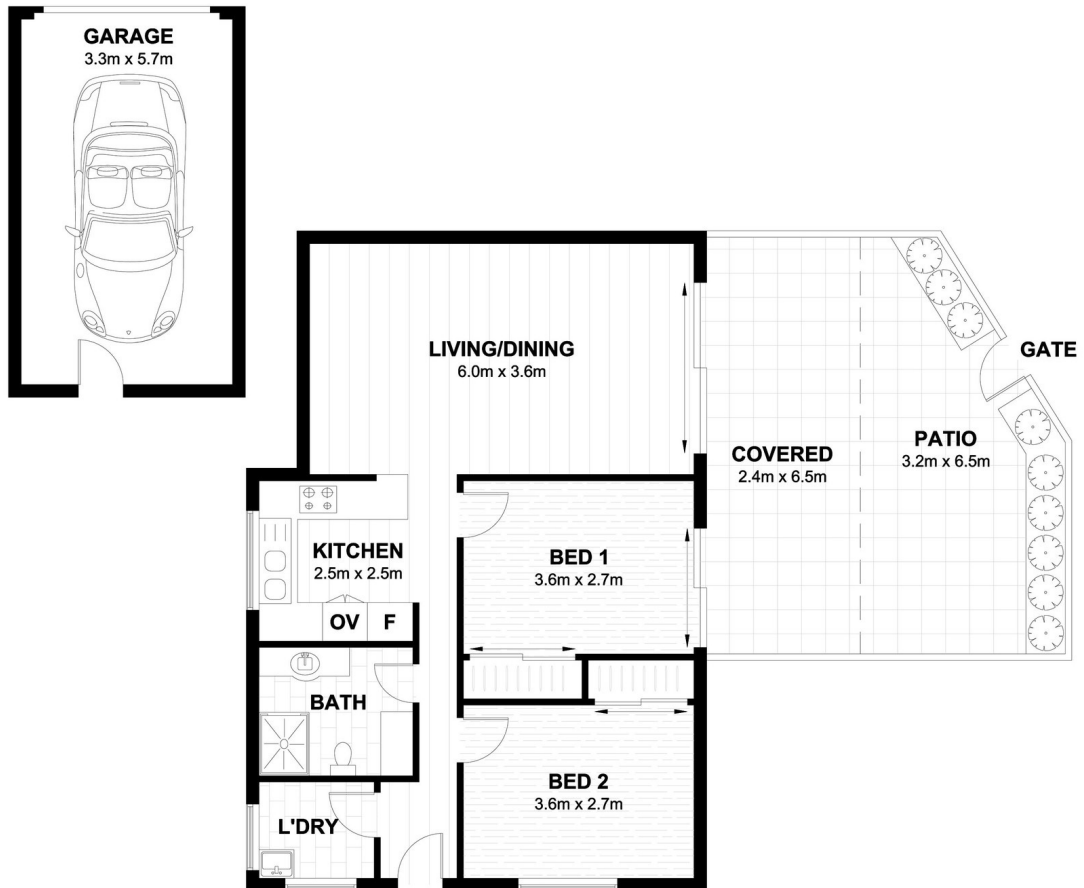 GARAGE
3.3m x 5.7m
LIVING/DINING
6.0m x 3.6m
GATE
COVERED
2.4m x 6.5m
PATIO
3.2m x 6.5m
KITCHEN
2.5m x 2.5m
OV
F
BED 1
3.6m x 2.7m
BATH
BED 2
3.6m x 2.7m
L'DRY